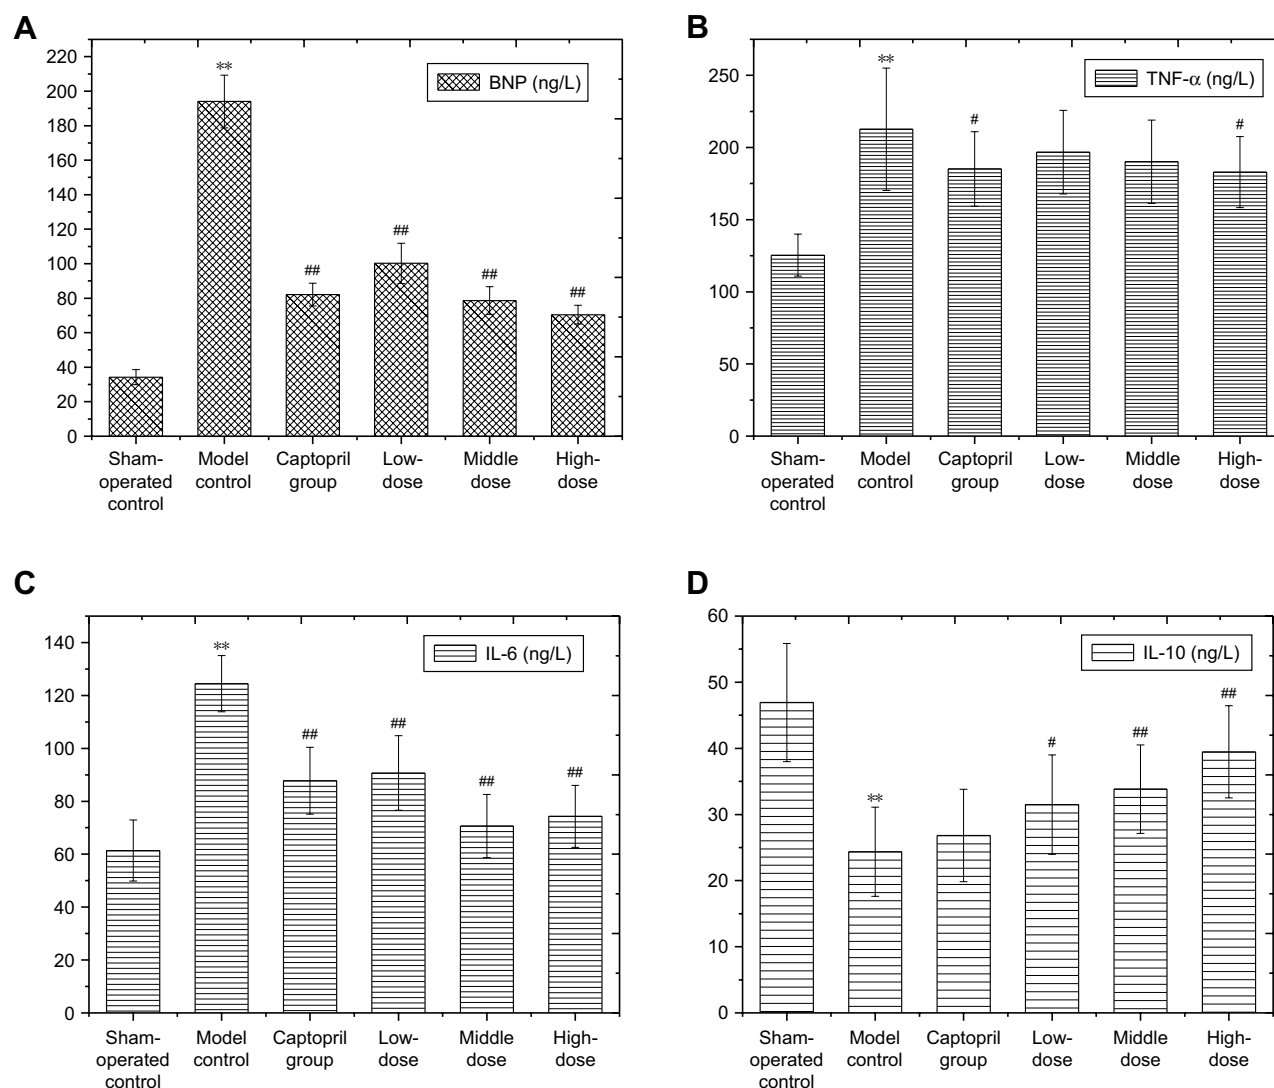 A
220
200
180
160
140
120
100
80
60
40
20
0
BNP (ng/L)
**
##
##
##
##
Sham-
operated
control
Model
control
Captopril
group
Low-
dose
Middle
dose
High-
dose
B
250
200
150
100
50
0
TNF-α (ng/L)
**
#
#
Sham-
operated
control
Model
control
Captopril
group
Low-
dose
Middle
dose
High-
dose
C
140
120
100
80
60
40
20
0
IL-6 (ng/L)
**
##
##
##
##
Sham-
operated
control
Model
control
Captopril
group
Low-
dose
Middle
dose
High-
dose
D
60
50
40
30
20
10
0
IL-10 (ng/L)
**
#
##
##
Sham-
operated
control
Model
control
Captopril
group
Low-
dose
Middle
dose
High-
dose